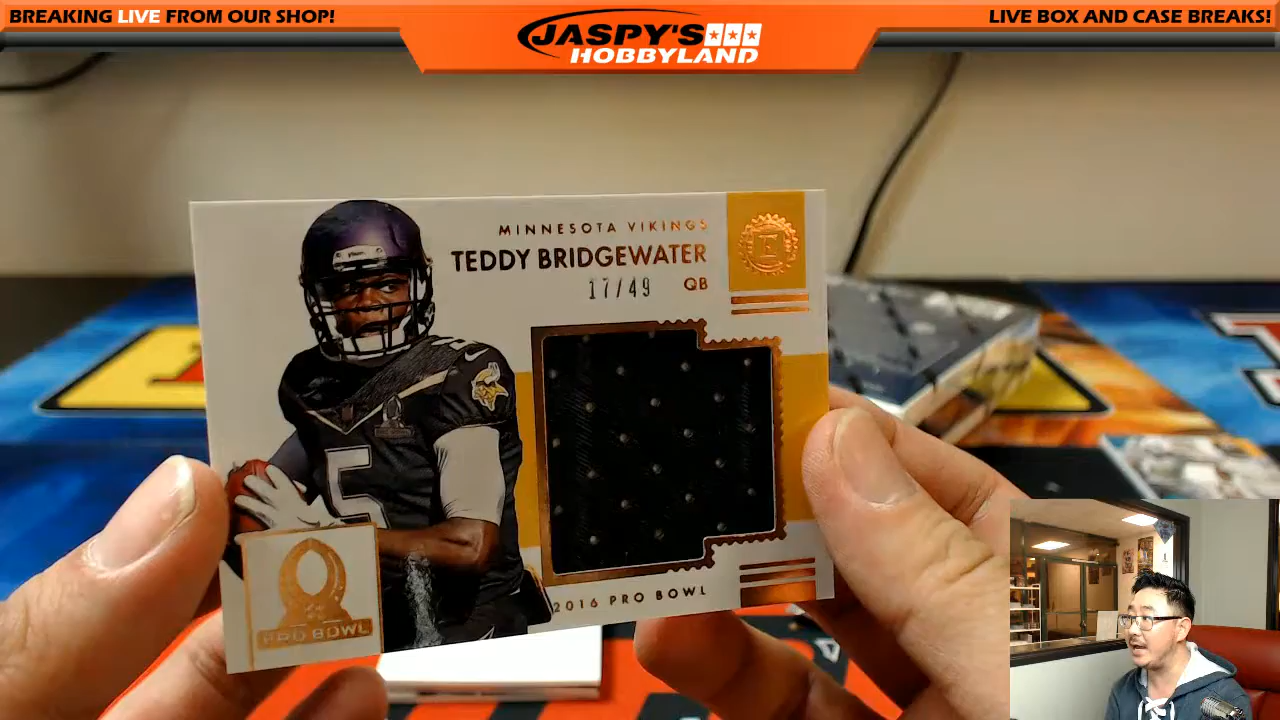 BREAKING LIVE FROM OUR SHOP!
JASPY'S
HOBBYLAND
LIVE BOX AND CASE BREAKS!
MINNESOTA VIKINGS
TEDDY BRIDGEWATER
17/49 QB
E
5
5
PRO BOWL
2016 PRO BOWL